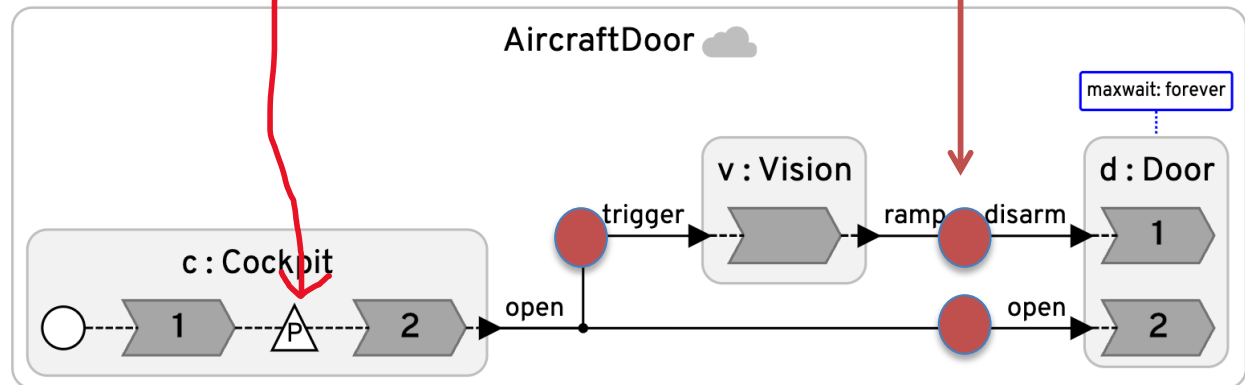 AircraftDoor
maxwait: forever
v : Vision
d : Door
trigger
ramp
disarm
1
c : Cockpit
1
P
2
open
open
2